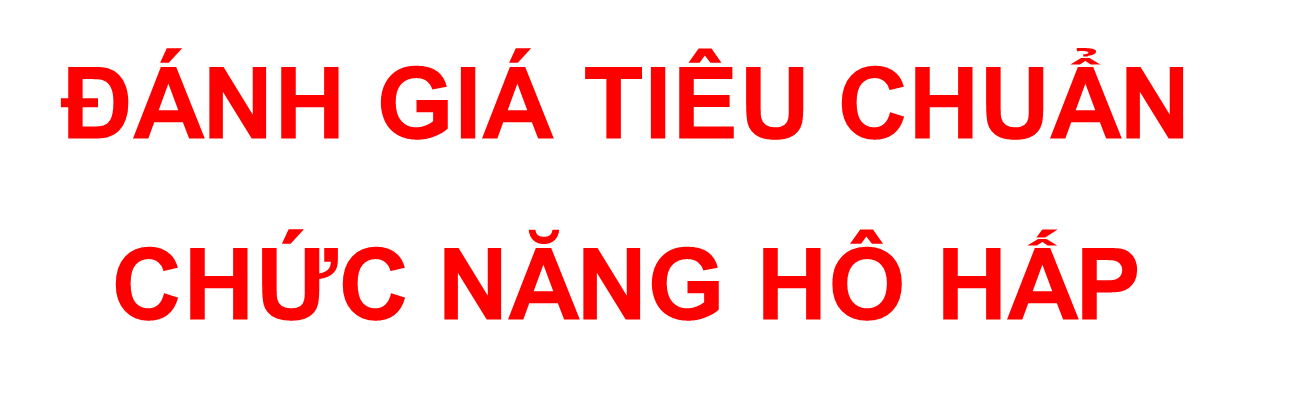 ĐÁNH GIÁ TIÊU CHUẨN
CHỨC NĂNG HÔ HẤP